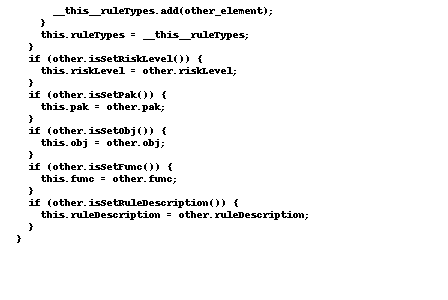 __this__ruleTypes.add(other_element);
}
this.ruleTypes = __this__ruleTypes;
}
if (other.isSetRiskLevel()) {
this.riskLevel = other.riskLevel;
}
if (other.isSetPak()) {
this.pak = other.pak;
}
if (other.isSetObj()) {
this.obj = other.obj;
}
if (other.isSetFunc()) {
this.func = other.func;
}
if (other.isSetRuleDescription()) {
this.ruleDescription = other.ruleDescription;
}
}